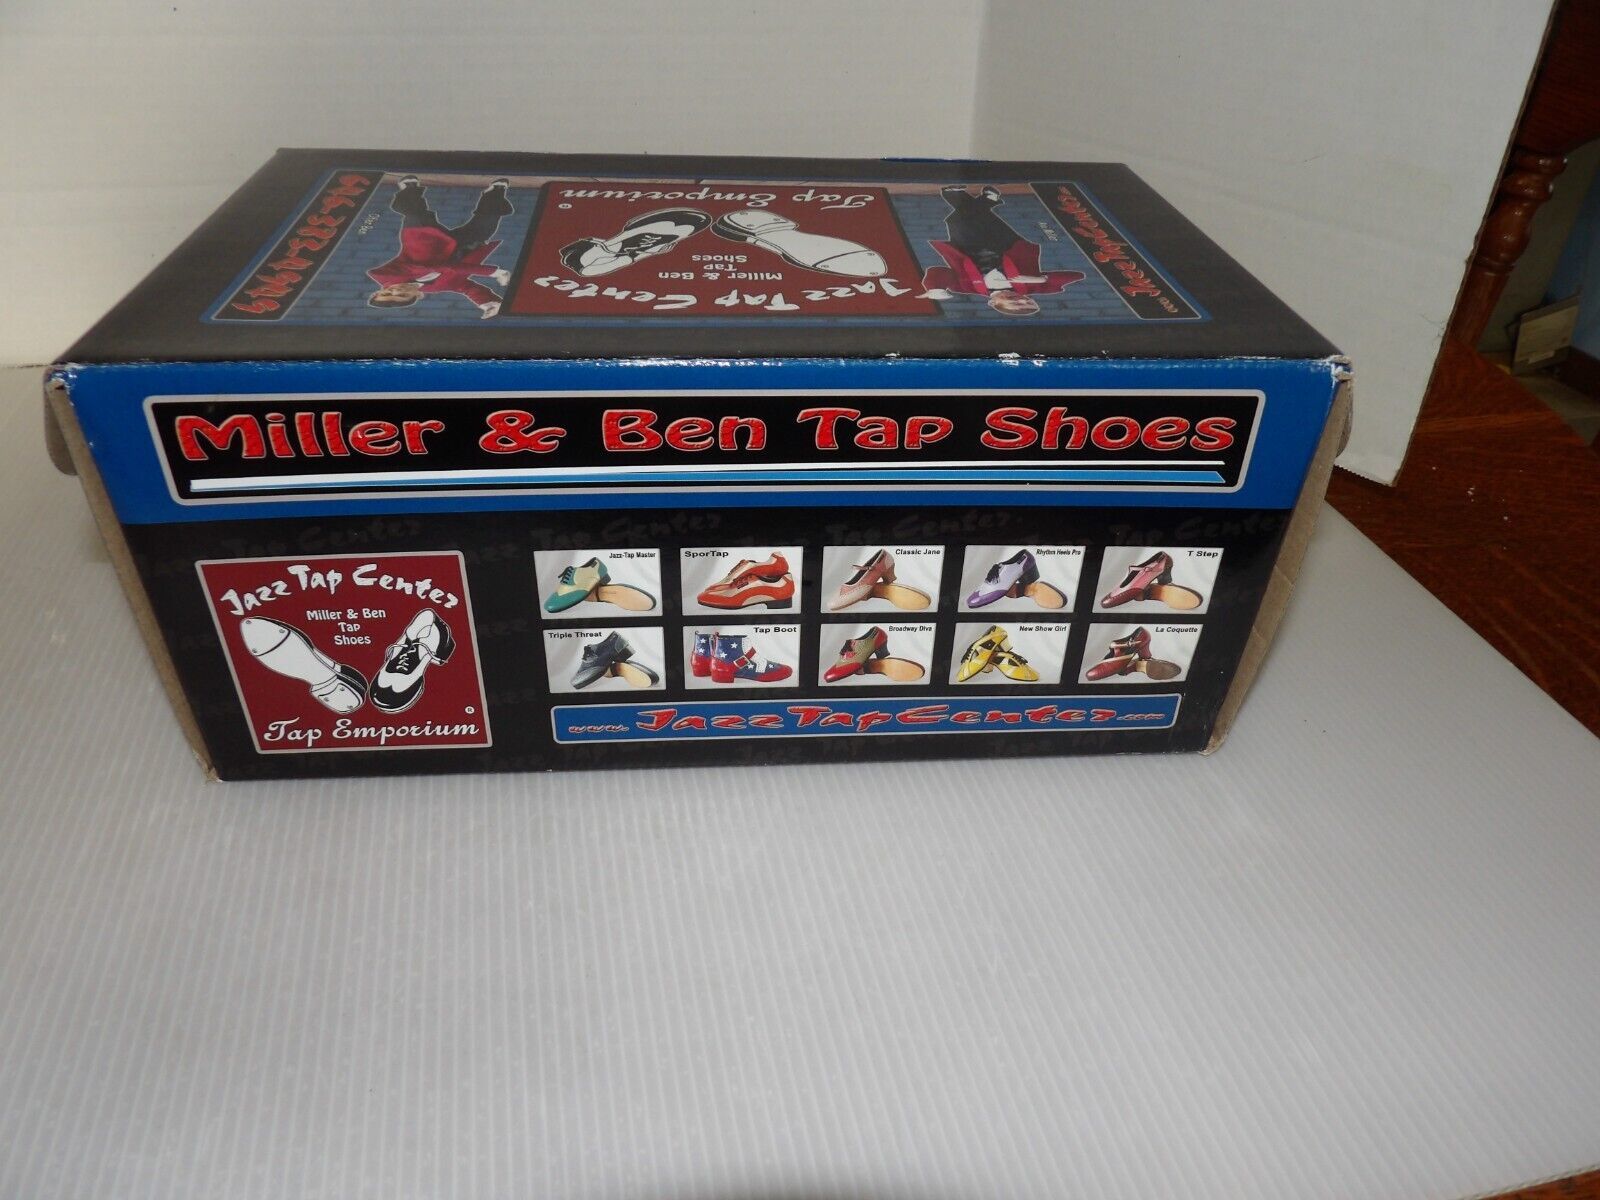 Jazz Tap Center
Miller & Ben
Tap
Shoes
Tap Emporium
®
Miller & Ben Tap Shoes
Jazz Tap Center
Miller & Ben
Tap
Shoes
®
Tap Emporium
Jazz-Tap Master
SporTap
Classic Jane
Rhythm Heels Pro
T Step
Triple Threat
Tap Boot
Broadway Diva
New Show Girl
La Coquette
www.JazzTapCenter.com